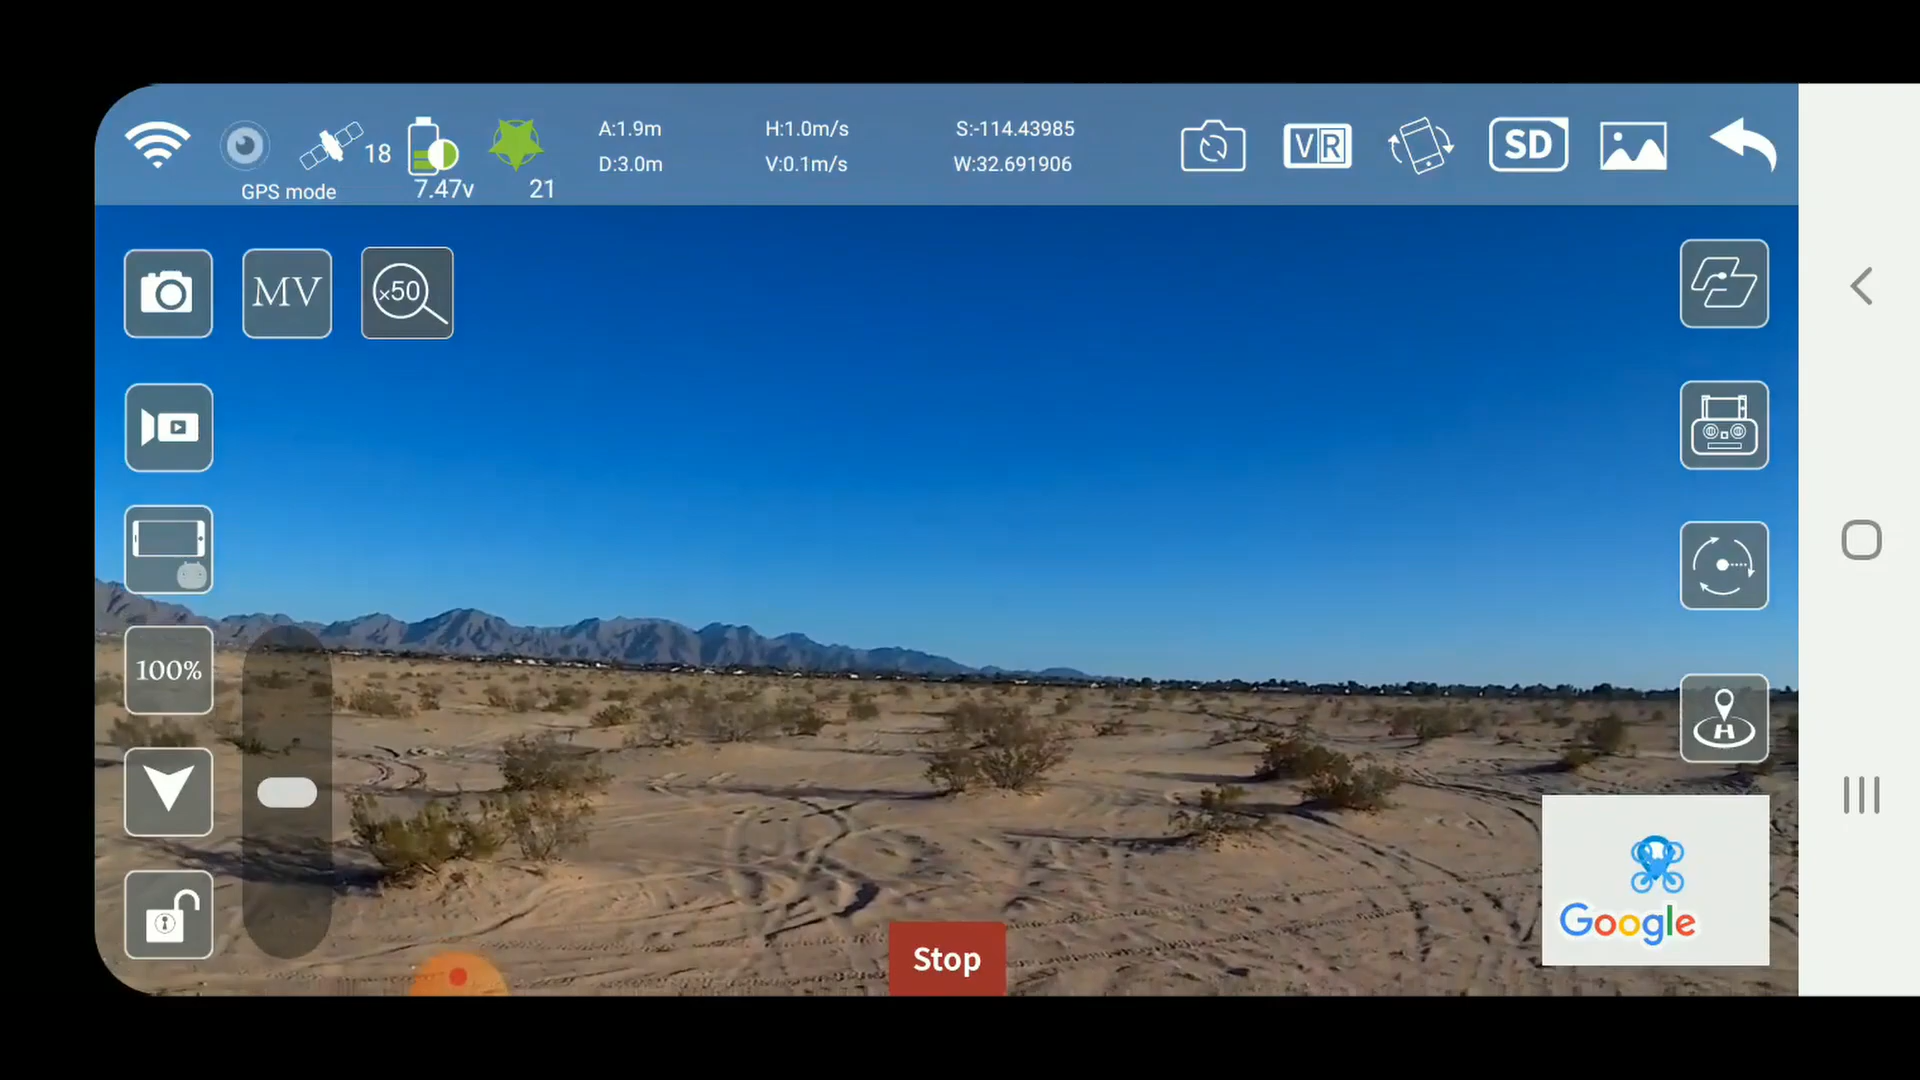 18
GPS mode
7.47v
21
A:1.9m
D:3.0m
H:1.0m/s
V:0.1m/s
S:-114.43985
W:32.691906
VR
SD
MV
x50
100%
H
Stop
Google